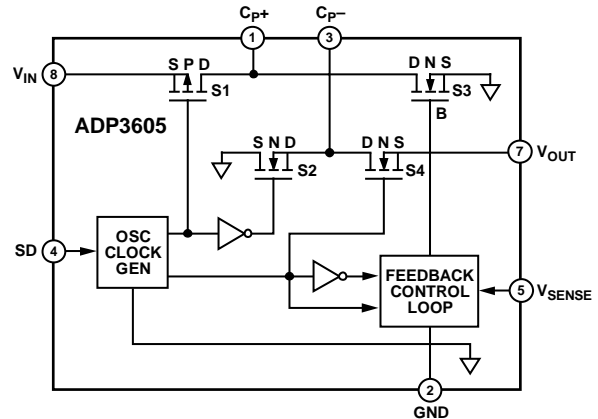 CP+ CP–
1 3
VIN 8 S P D S1 D N S S3
B
ADP3605
S N D S2 D N S S4 7 VOUT
SD 4 OSC
CLOCK
GEN
FEEDBACK
CONTROL
LOOP
5 VSENSE
2
GND